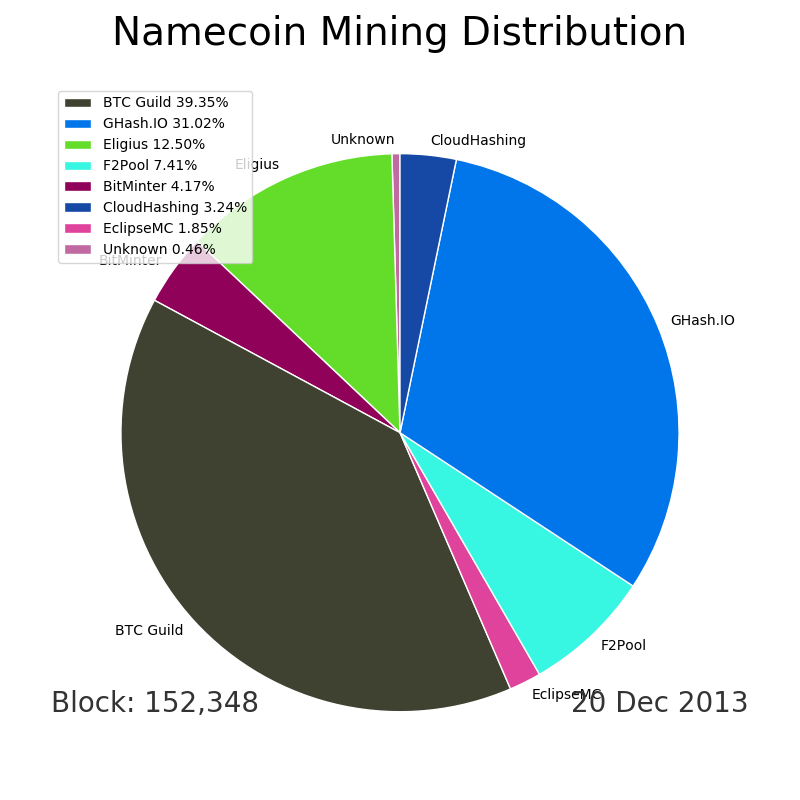 Namecoin Mining Distribution
BTC Guild 39.35%
GHash.IO 31.02%
Eligius 12.50%
F2Pool 7.41%
BitMinter 4.17%
CloudHashing 3.24%
EclipseMC 1.85%
Unknown 0.46%
Unknown
CloudHashing
Eligius
BitMinter
GHash.IO
BTC Guild
F2Pool
EclipseMC
Block: 152,348
20 Dec 2013